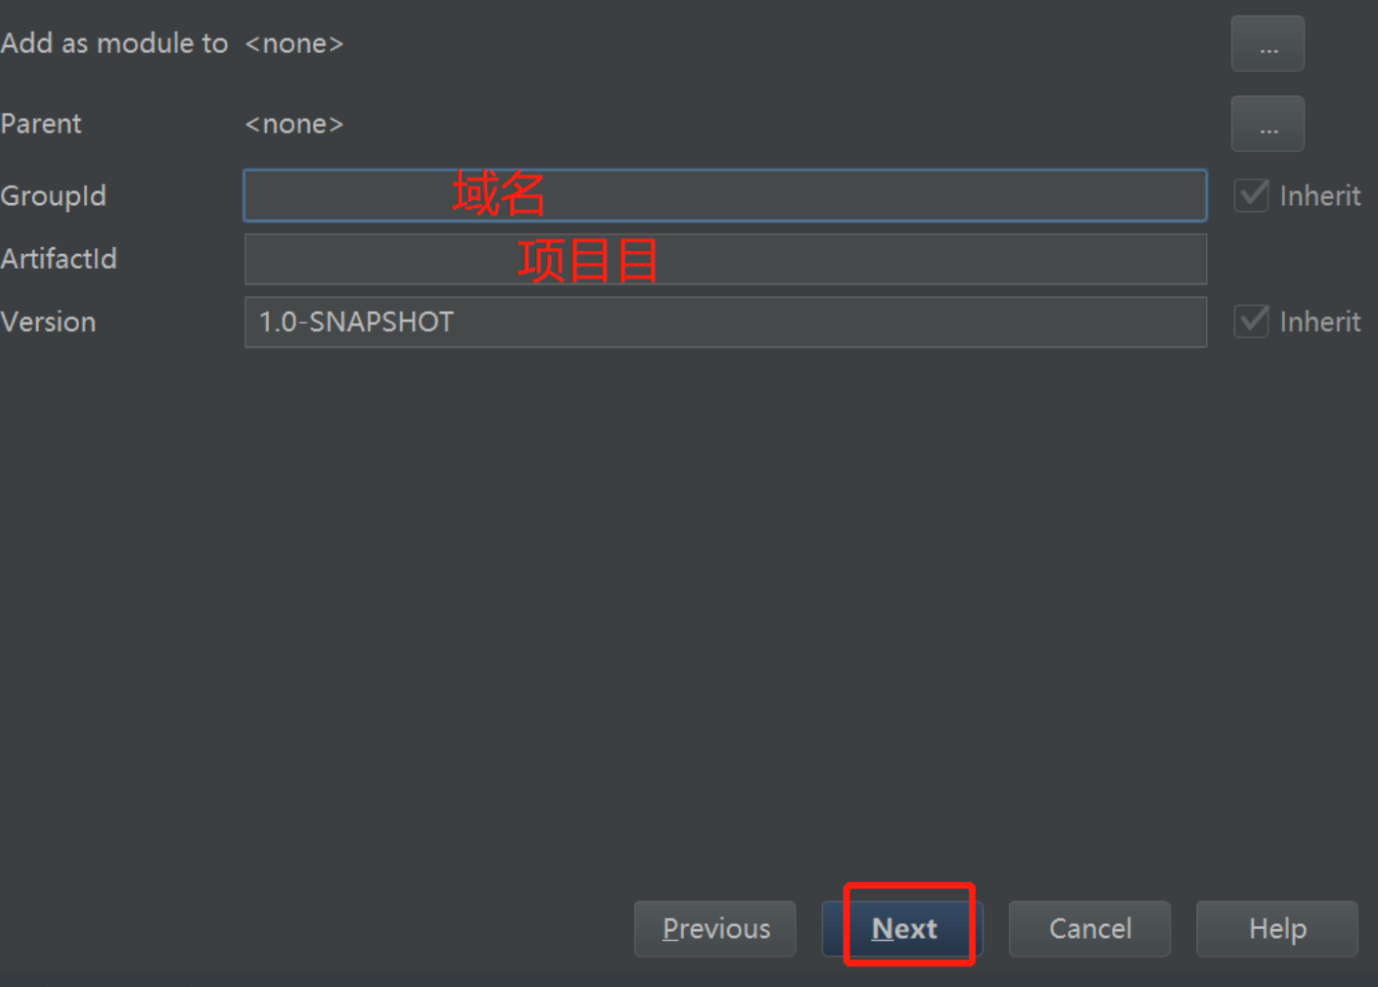 Add as module to <none> ...
Parent <none> ...
GroupId 域名 Inherit
ArtifactId 项目目
Version 1.0-SNAPSHOT Inherit
Previous Next Cancel Help